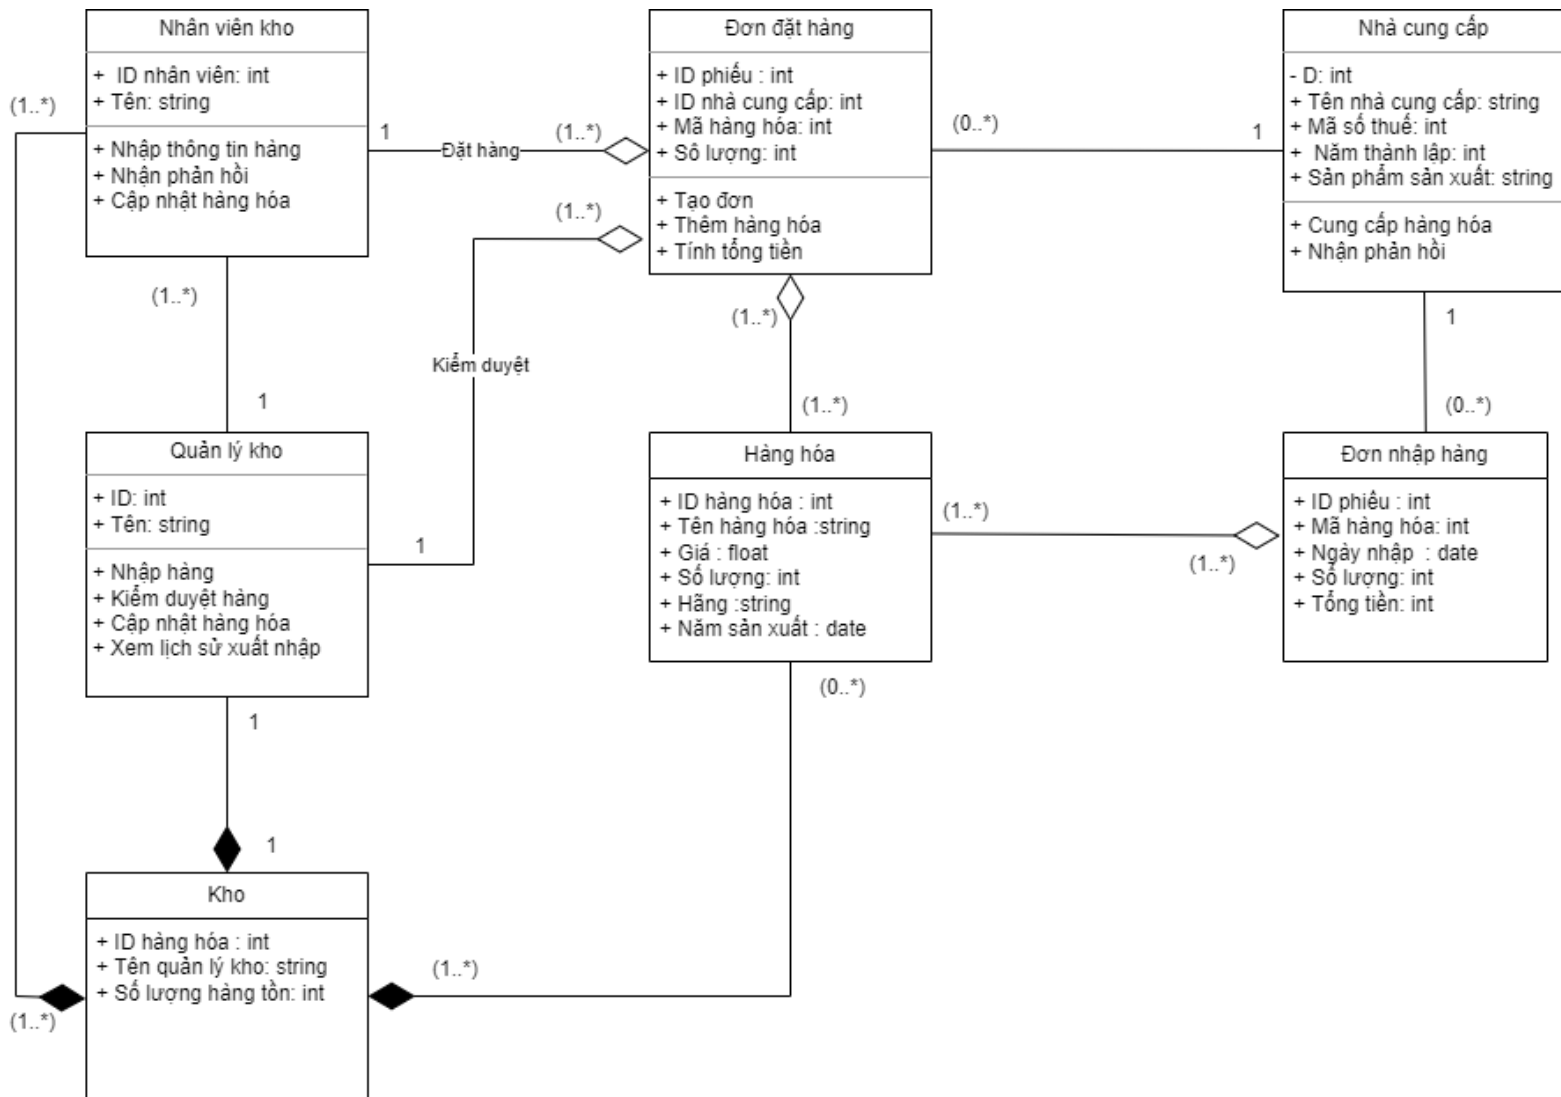 Nhân viên kho
+ ID nhân viên: int
+ Tên: string
+ Nhập thông tin hàng
+ Nhận phản hồi
+ Cập nhật hàng hóa
Đơn đặt hàng
+ ID phiếu : int
+ ID nhà cung cấp: int
+ Mã hàng hóa: int
+ Sô lượng: int
+ Tạo đơn
+ Thêm hàng hóa
+ Tính tổng tiền
Nhà cung cấp
- D: int
+ Tên nhà cung cấp: string
+ Mã số thuế: int
+ Năm thành lập: int
+ Sản phẩm sản xuất: string
+ Cung cấp hàng hóa
+ Nhận phản hồi
(1..*)
1
Đặt hàng
(1..*)
(0..*)
1
(1..*)
(1..*)
1
Kiểm duyệt
(1..*)
(1..*)
1
(0..*)
Quản lý kho
+ ID: int
+ Tên: string
+ Nhập hàng
+ Kiểm duyệt hàng
+ Cập nhật hàng hóa
+ Xem lịch sử xuất nhập
1
Hàng hóa
+ ID hàng hóa : int
+ Tên hàng hóa :string
+ Giá : float
+ Số lượng: int
+ Hãng :string
+ Năm sản xuất : date
(1..*)
(1..*)
Đơn nhập hàng
+ ID phiếu : int
+ Mã hàng hóa: int
+ Ngày nhập : date
+ Số lượng: int
+ Tổng tiền: int
1
(0..*)
1
Kho
+ ID hàng hóa : int
+ Tên quản lý kho: string
+ Số lượng hàng tồn: int
(1..*)
(1..*)